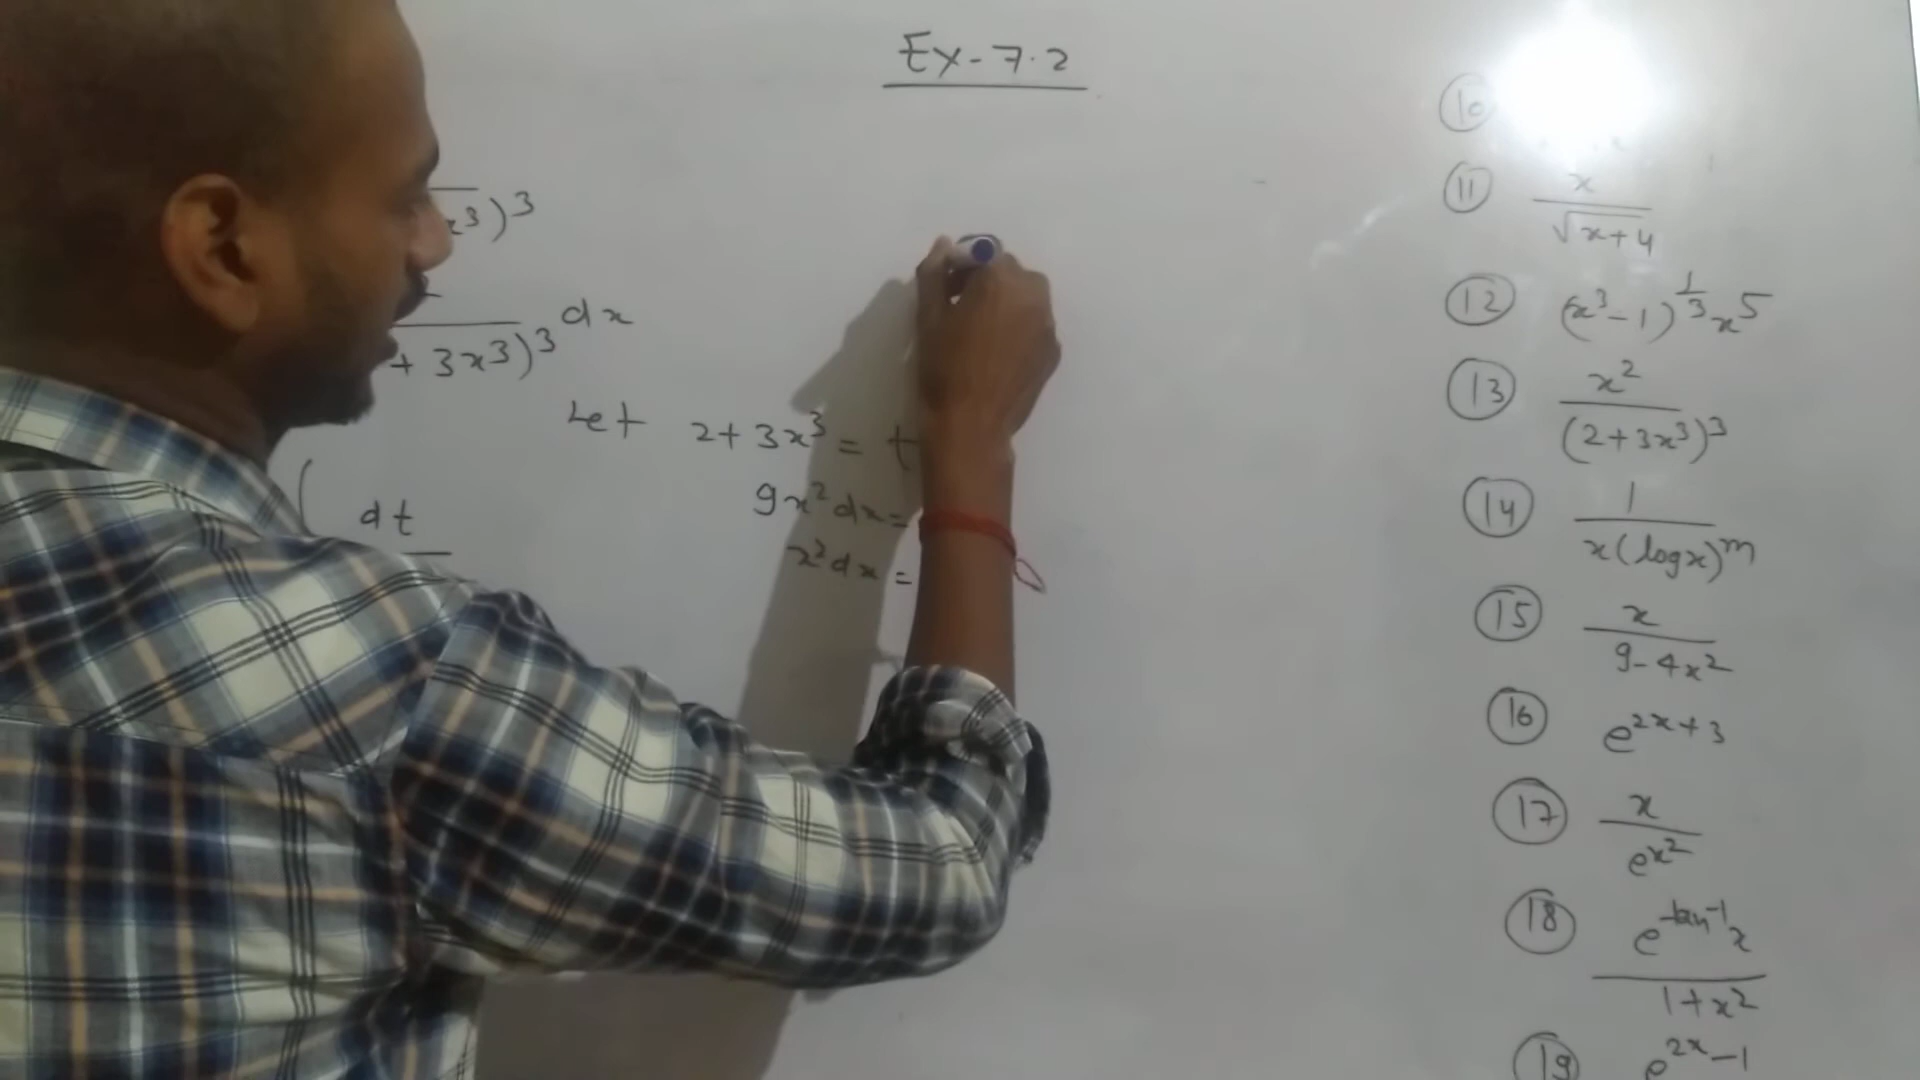 Ex-7.2
x³)³
+ 3x³)³ dx
Let 2+3x³ = t
9x²dx =
x²dx =
∫ dt
⑩
⑪ x/√(x+4)
⑫ (x³-1)^(1/3) x⁵
⑬ x²/(2+3x³)³
⑭ 1/(x(logx)^m)
⑮ x/(9-4x²)
⑯ e^(2x+3)
⑰ x/e^(x²)
⑱ e^(tan⁻¹x)/(1+x²)
⑲ e^(2x)-1